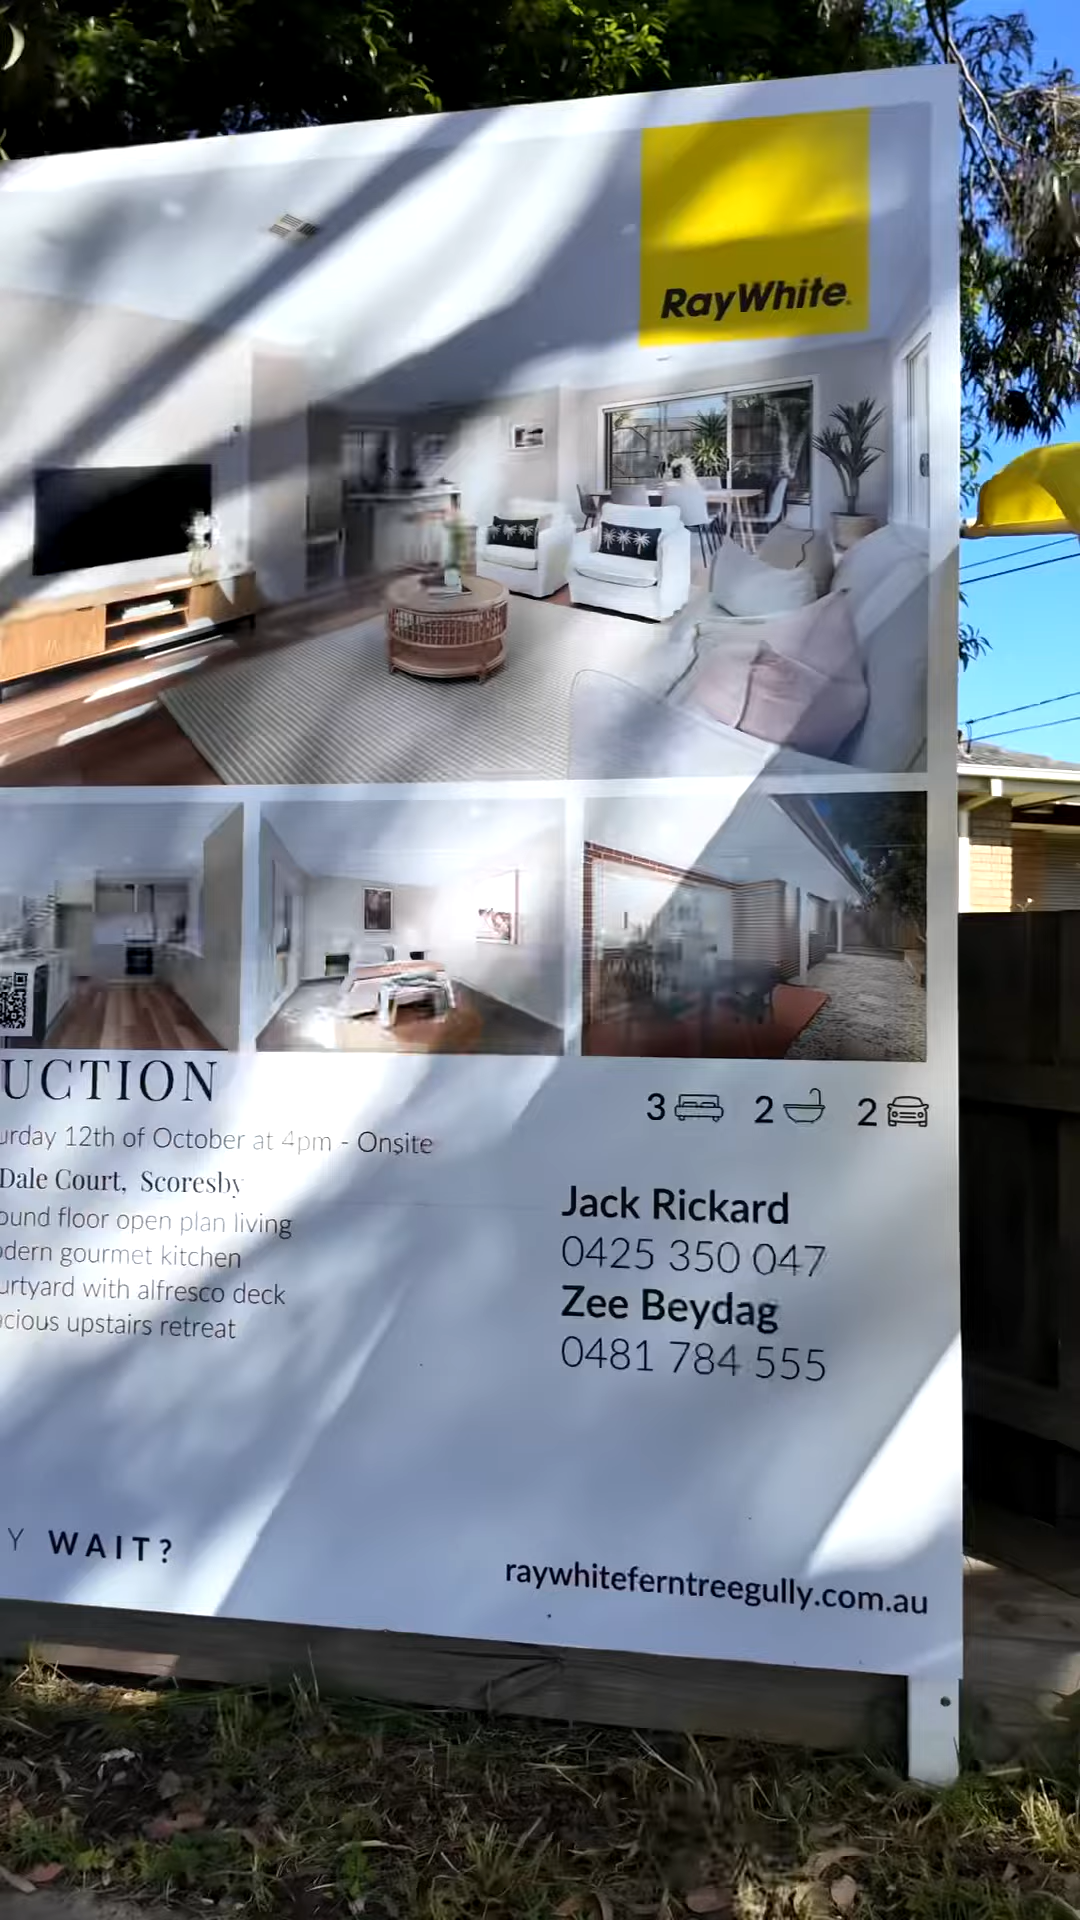 RayWhite.
UCTION
urday 12th of October at 4pm - Onsite
Dale Court, Scoresby
ound floor open plan living
odern gourmet kitchen
urtyard with alfresco deck
acious upstairs retreat
3 2 2
Jack Rickard
0425 350 047
Zee Beydag
0481 784 555
Y WAIT?
raywhiteferntreegully.com.au